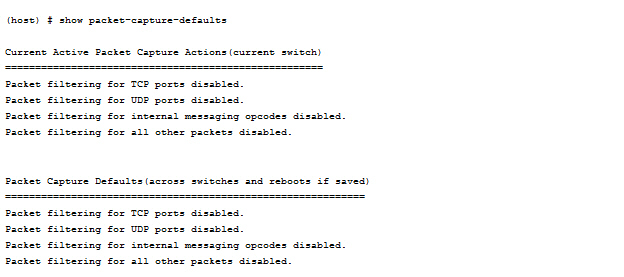 (host) # show packet-capture-defaults
Current Active Packet Capture Actions(current switch)
=====================================================
Packet filtering for TCP ports disabled.
Packet filtering for UDP ports disabled.
Packet filtering for internal messaging opcodes disabled.
Packet filtering for all other packets disabled.
Packet Capture Defaults(across switches and reboots if saved)
============================================================
Packet filtering for TCP ports disabled.
Packet filtering for UDP ports disabled.
Packet filtering for internal messaging opcodes disabled.
Packet filtering for all other packets disabled.